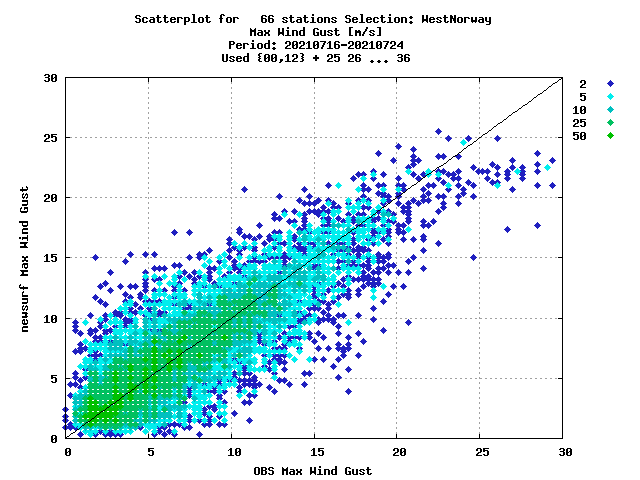 Scatterplot for   66 stations Selection: WestNorway
Max Wind Gust [m/s]
Period: 20210716-20210724
Used {00,12} + 25 26 ... 36
30
25
20
15
10
5
0
newsurf Max Wind Gust
0 5 10 15 20 25 30
OBS Max Wind Gust
2
5
10
25
50